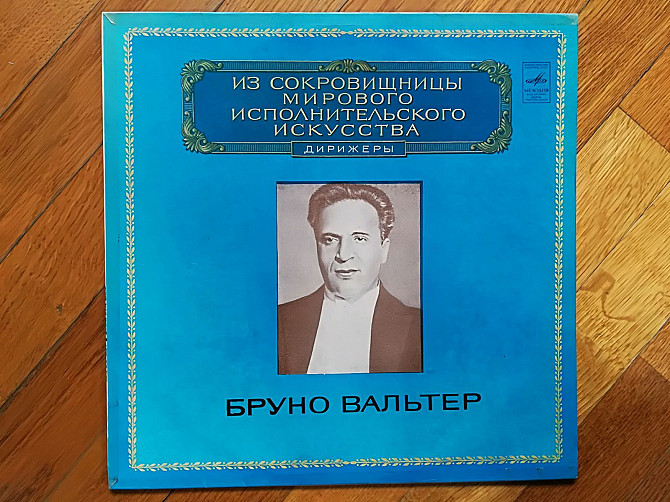 ИЗ СОКРОВИЩНИЦЫ
МИРОВОГО
ИСПОЛНИТЕЛЬСКОГО
ИСКУССТВА
ДИРИЖЕРЫ
БРУНО ВАЛЬТЕР